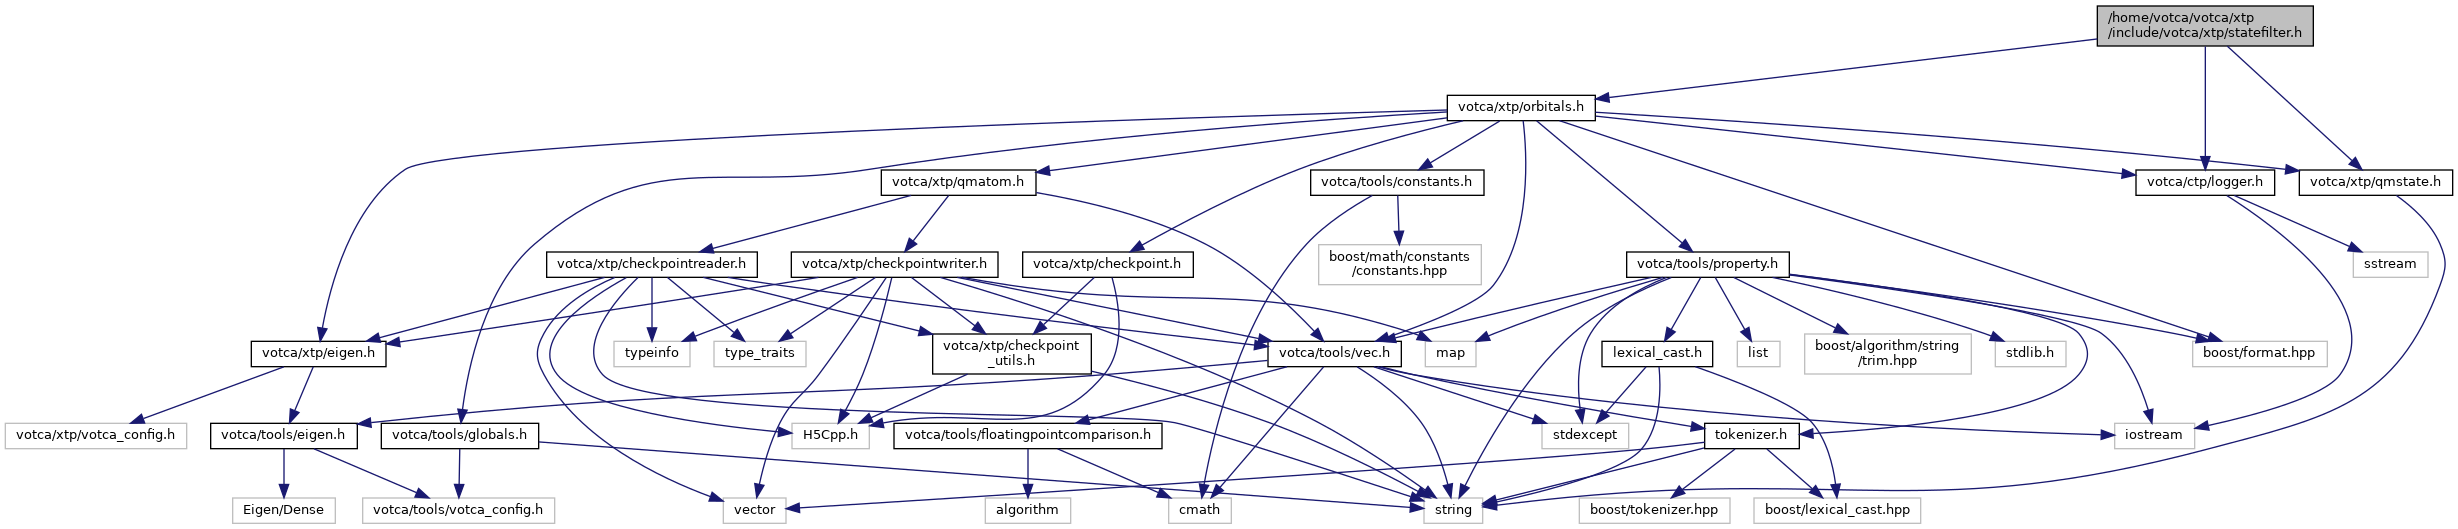 /home/votca/votca/xtp
/include/votca/xtp/statefilter.h
votca/xtp/orbitals.h
votca/xtp/qmatom.h
votca/tools/constants.h
votca/ctp/logger.h
votca/xtp/qmstate.h
votca/xtp/checkpointreader.h
votca/xtp/checkpointwriter.h
votca/xtp/checkpoint.h
boost/math/constants
/constants.hpp
votca/tools/property.h
sstream
votca/xtp/eigen.h
typeinfo
type_traits
votca/xtp/checkpoint
_utils.h
votca/tools/vec.h
map
lexical_cast.h
list
boost/algorithm/string
/trim.hpp
stdlib.h
boost/format.hpp
votca/xtp/votca_config.h
votca/tools/eigen.h
votca/tools/globals.h
H5Cpp.h
votca/tools/floatingpointcomparison.h
stdexcept
tokenizer.h
iostream
Eigen/Dense
votca/tools/votca_config.h
vector
algorithm
cmath
string
boost/tokenizer.hpp
boost/lexical_cast.hpp